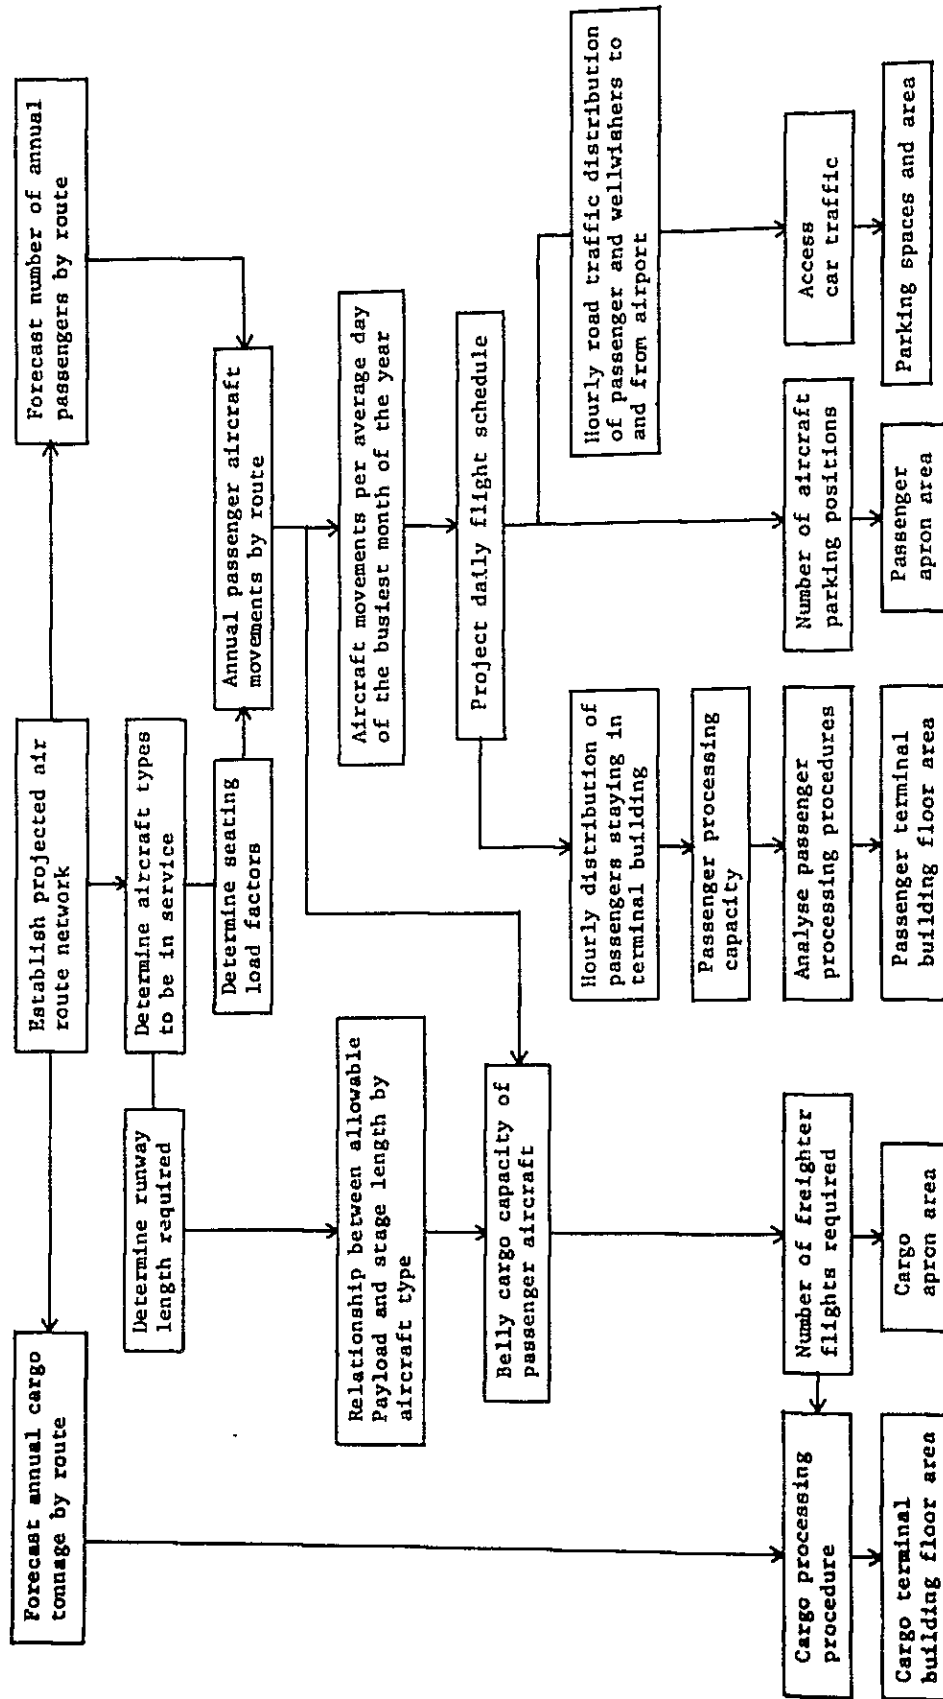 Forecast annual cargo
tonnage by route
Establish projected air
route network
Forecast number of annual
passengers by route
Determine runway
length required
Determine aircraft types
to be in service
Determine seating
load factors
Annual passenger aircraft
movements by route
Relationship between allowable
Payload and stage length by
aircraft type
Aircraft movements per average day
of the busiest month of the year
Belly cargo capacity of
passenger aircraft
Project daily flight schedule
Hourly distribution of
passengers staying in
terminal building
Hourly road traffic distribution
of passenger and wellwishers to
and from airport
Passenger processing
capacity
Cargo processing
procedure
Number of freighter
flights required
Analyse passenger
processing procedures
Number of aircraft
parking positions
Access
car traffic
Cargo terminal
building floor area
Cargo
apron area
Passenger terminal
building floor area
Passenger
apron area
Parking spaces and area